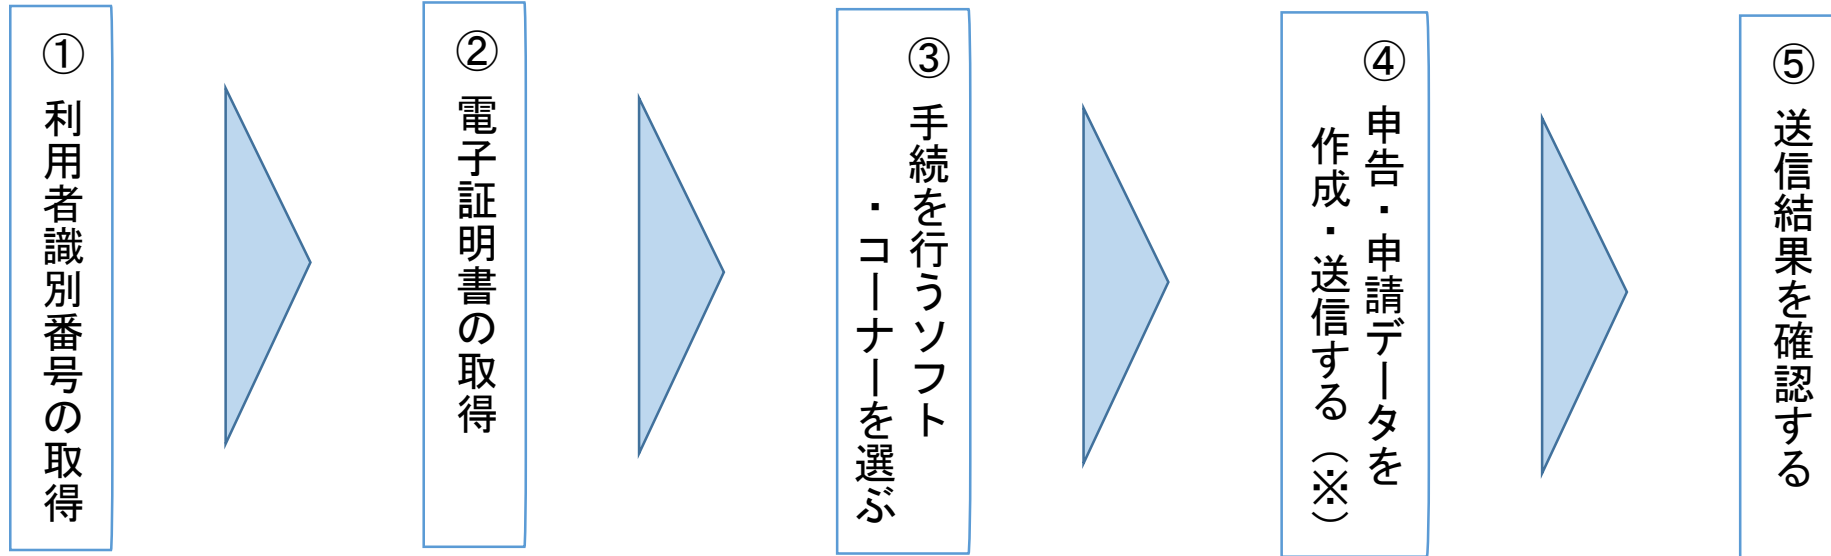 ① 利用者識別番号の取得
② 電子証明書の取得
③ 手続を行うソフト
・コーナーを選ぶ
④ 申告・申請データを
作成・送信する（※）
⑤ 送信結果を確認する